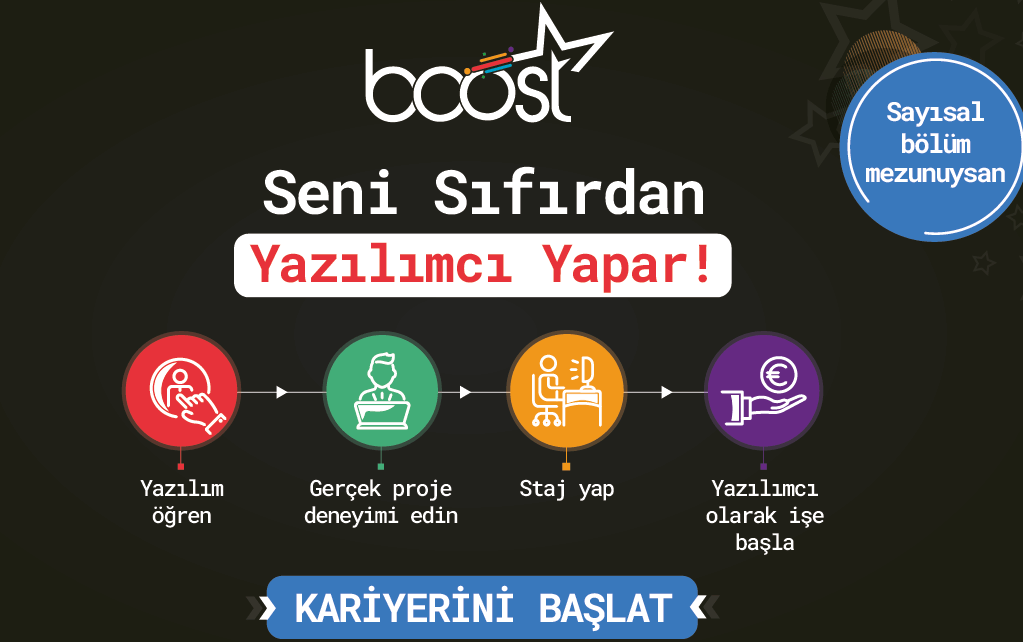 boost
Sayısal
bölüm
mezunuysan
Seni Sıfırdan
Yazılımcı Yapar!
Yazılım
öğren
Gerçek proje
deneyimi edin
Staj yap
Yazılımcı
olarak işe
başla
KARİYERİNİ BAŞLAT